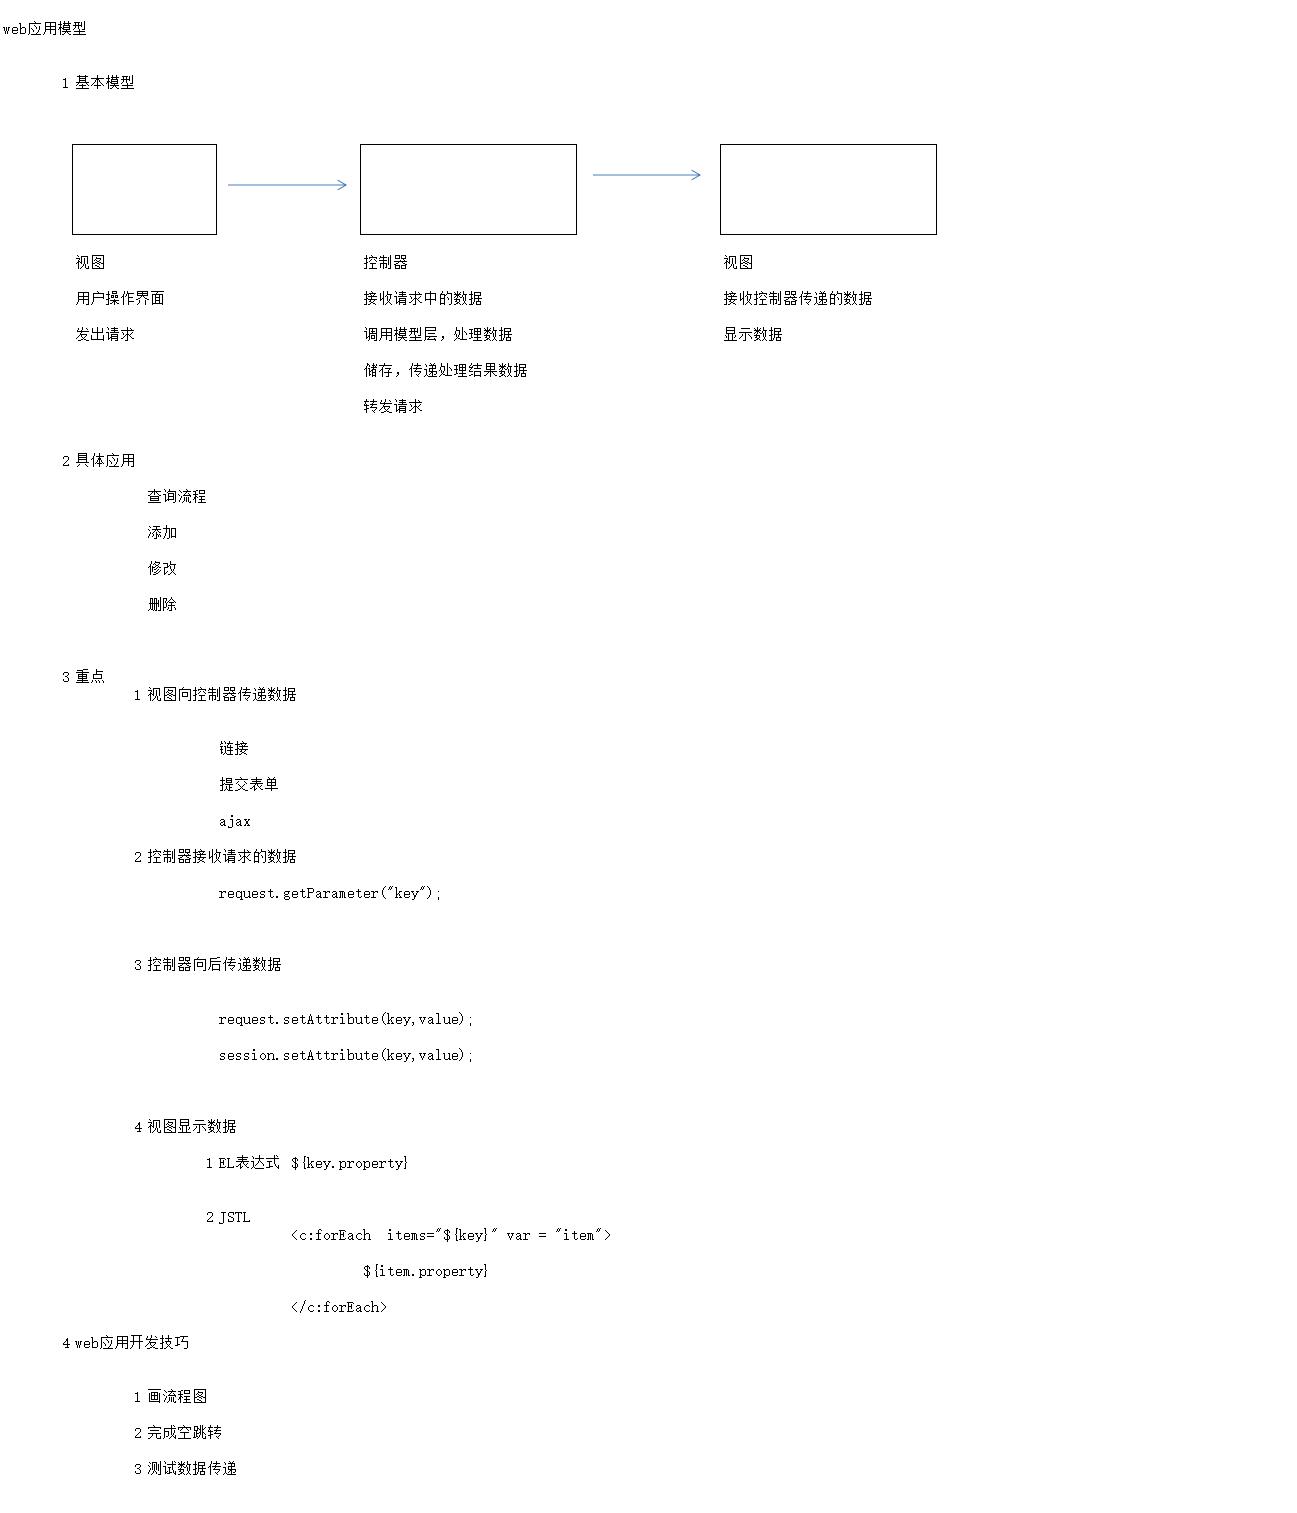 web应用模型
1 基本模型
视图
用户操作界面
发出请求
控制器
接收请求中的数据
调用模型层，处理数据
储存，传递处理结果数据
转发请求
视图
接收控制器传递的数据
显示数据
2 具体应用
查询流程
添加
修改
删除
3 重点
1 视图向控制器传递数据
链接
提交表单
ajax
2 控制器接收请求的数据
request.getParameter("key");
3 控制器向后传递数据
request.setAttribute(key,value);
session.setAttribute(key,value);
4 视图显示数据
1 EL表达式 ${key.property}
2 JSTL
<c:forEach  items="${key}" var = "item">
${item.property}
</c:forEach>
4 web应用开发技巧
1 画流程图
2 完成空跳转
3 测试数据传递